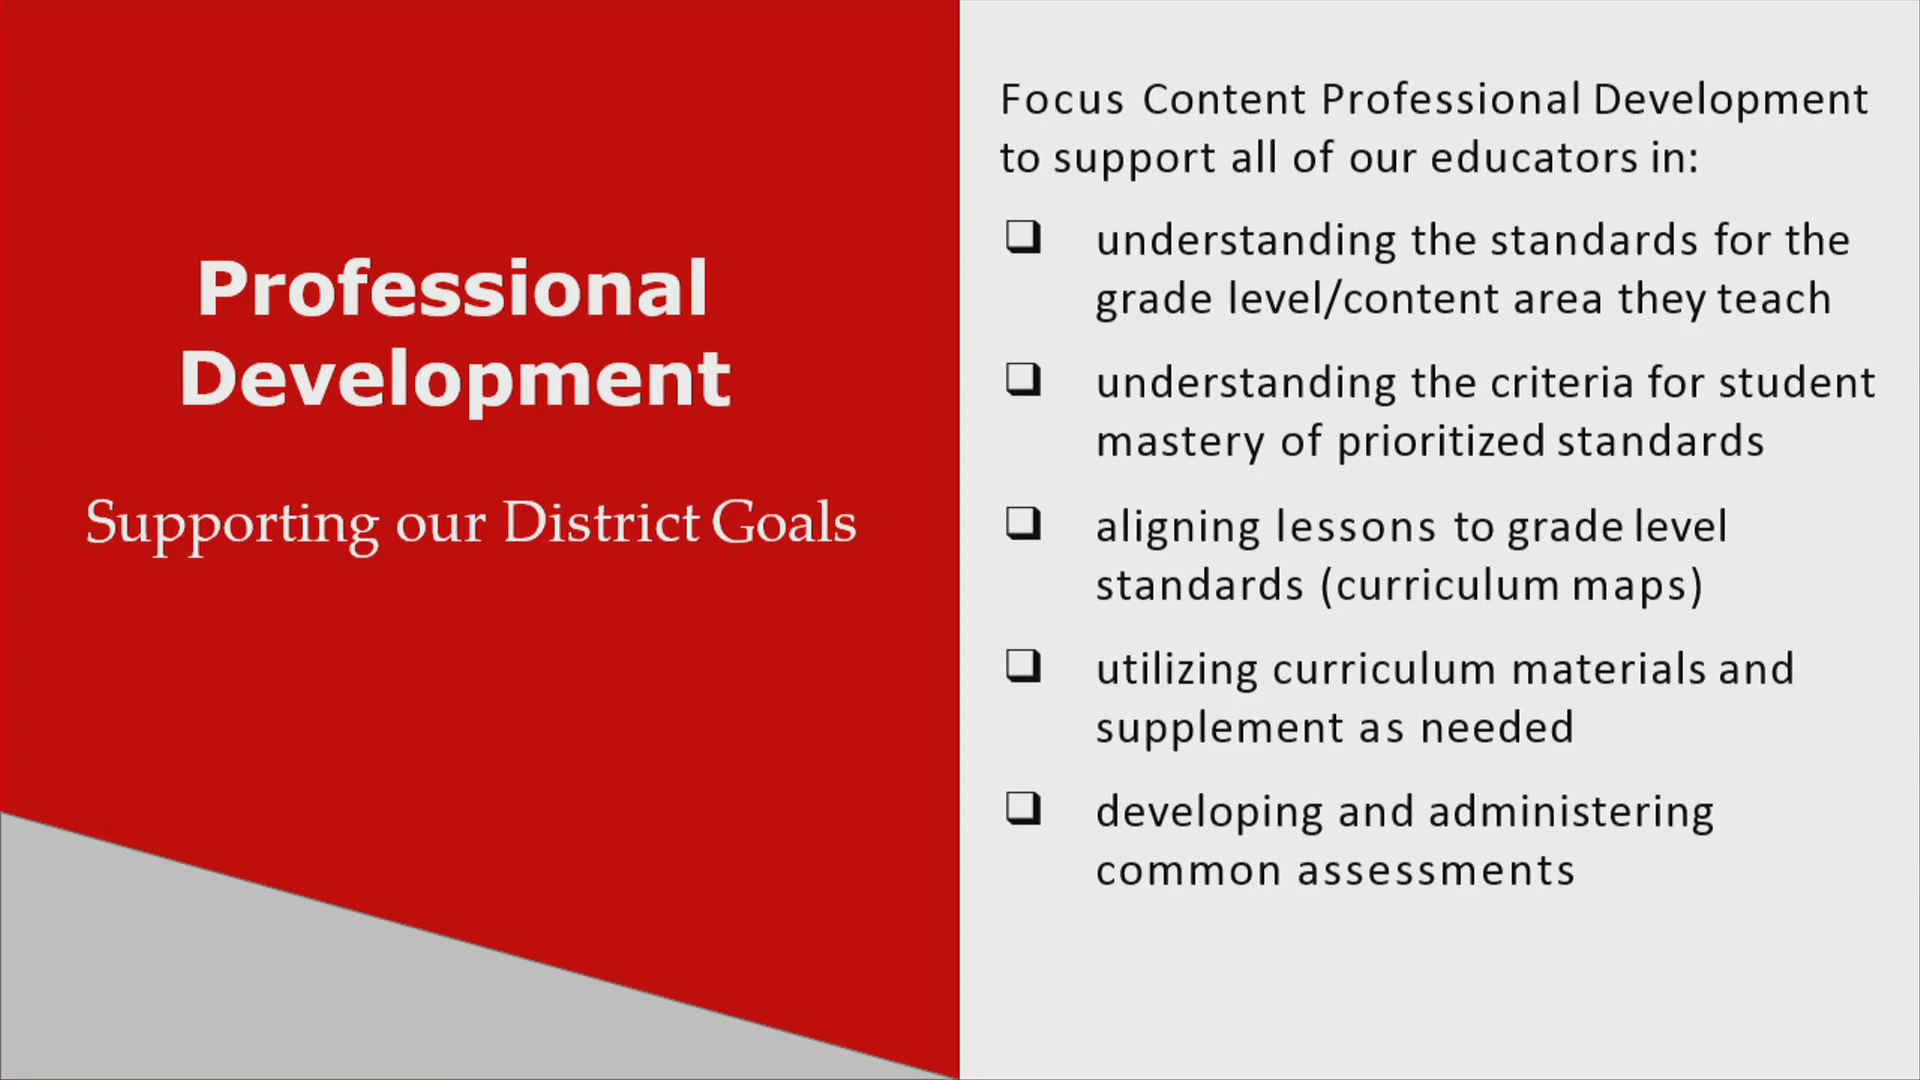 Professional
Development
Supporting our District Goals
Focus Content Professional Development
to support all of our educators in:
❑ understanding the standards for the
grade level/content area they teach
❑ understanding the criteria for student
mastery of prioritized standards
❑ aligning lessons to grade level
standards (curriculum maps)
❑ utilizing curriculum materials and
supplement as needed
❑ developing and administering
common assessments